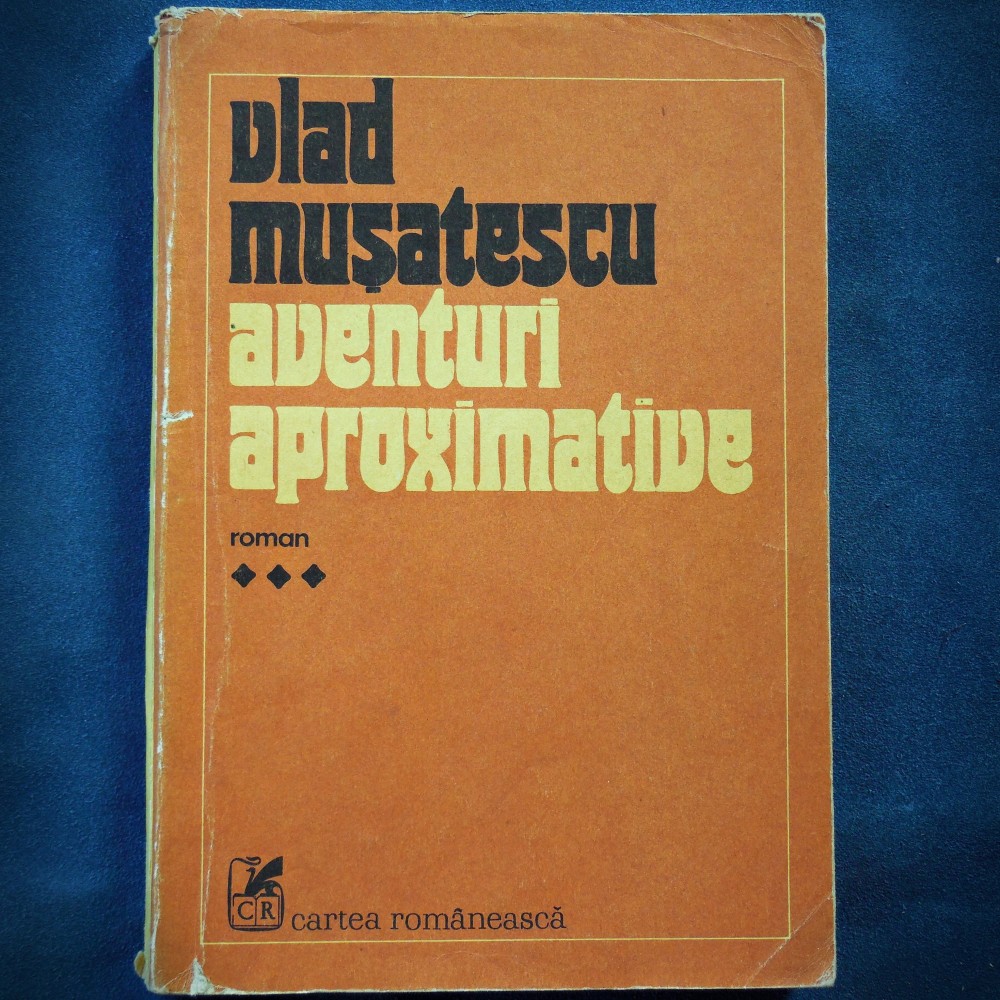 vlad
mușatescu
aventuri
aproximative
roman
CR
cartea românească